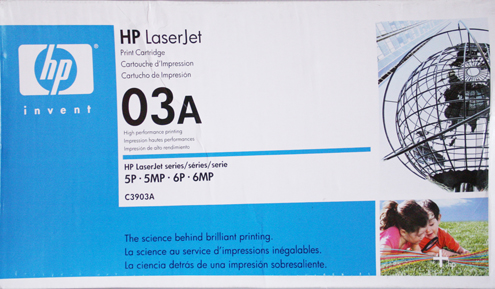 hp
invent
HP LaserJet
Print Cartridge
Cartouche d'Impression
Cartucho de Impresión
03A
High performance printing
Impression hautes performances
Impresión de alto rendimiento
HP LaserJet series/séries/serie
5P · 5MP · 6P · 6MP
C3903A
The science behind brilliant printing.
La science au service d'impressions inégalables.
La ciencia detrás de una impresión sobresaliente.